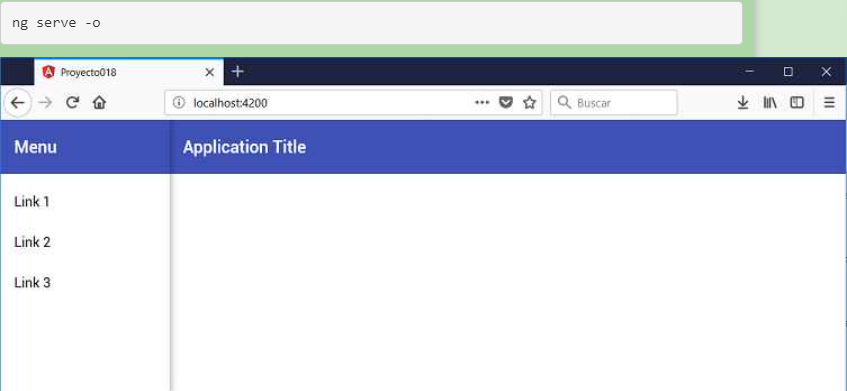 ng serve -o
Proyecto018
localhost:4200
Buscar
Menu
Application Title
Link 1
Link 2
Link 3